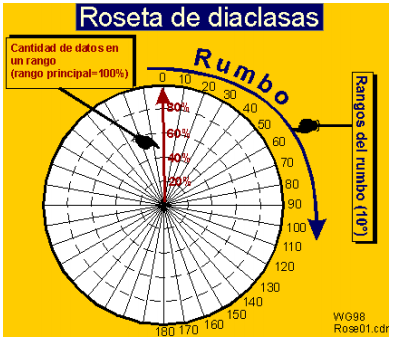 Roseta de diaclasas
Cantidad de datos en
un rango
(rango principal=100%)
Rumbo
Rangos del rumbo (10°)
0
10
20
30
40
50
60
70
80
90
100
110
120
130
140
150
160
170
180
80%
60%
40%
20%
WG98
Rose01.cdr